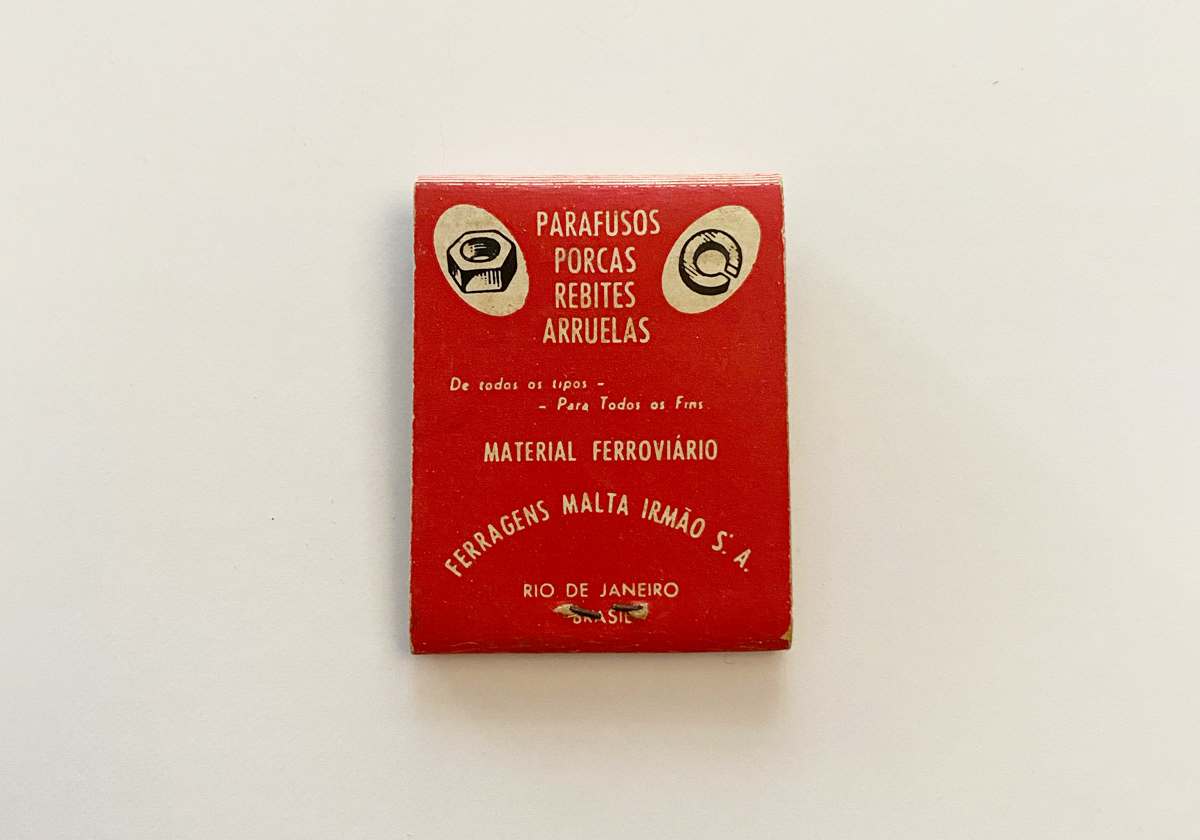 PARAFUSOS
PORCAS
REBITES
ARRUELAS
De todos os tipos -
- Para Todos os Fins.
MATERIAL FERROVIÁRIO
FERRAGENS MALTA IRMÃO S. A.
RIO DE JANEIRO
BRASIL